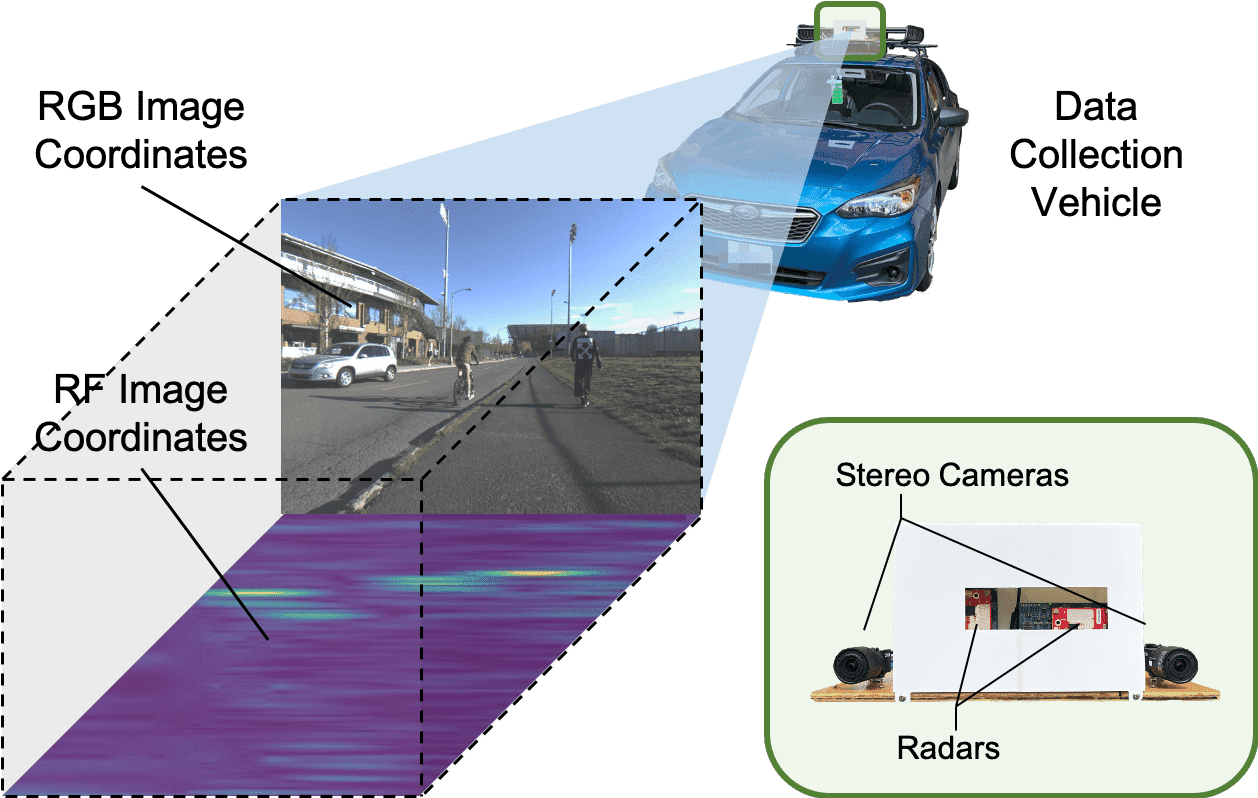 RGB Image
Coordinates
Data
Collection
Vehicle
RF Image
Coordinates
Stereo Cameras
Radars